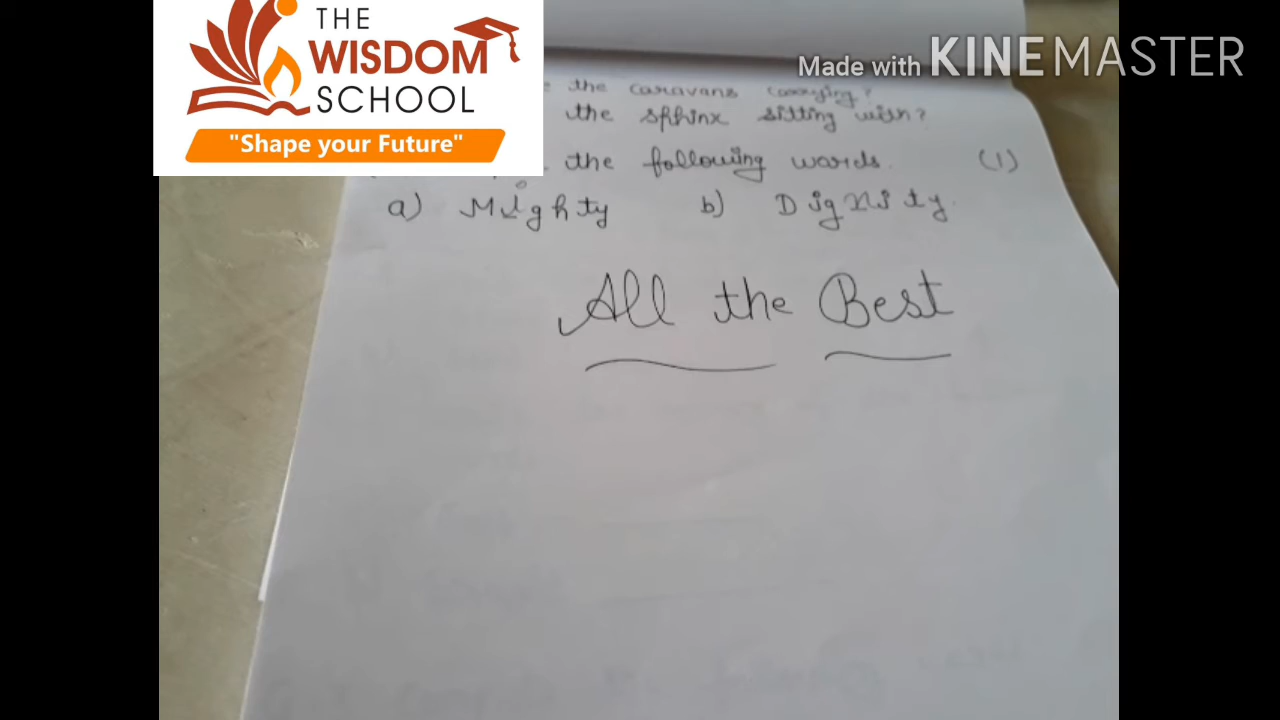 THE
WISDOM
SCHOOL
"Shape your Future"
Made with KINEMASTER
the caravans carrying?
the sphinx sitting with?
the following words. (1)
a) Mighty b) Dignity.
All the Best